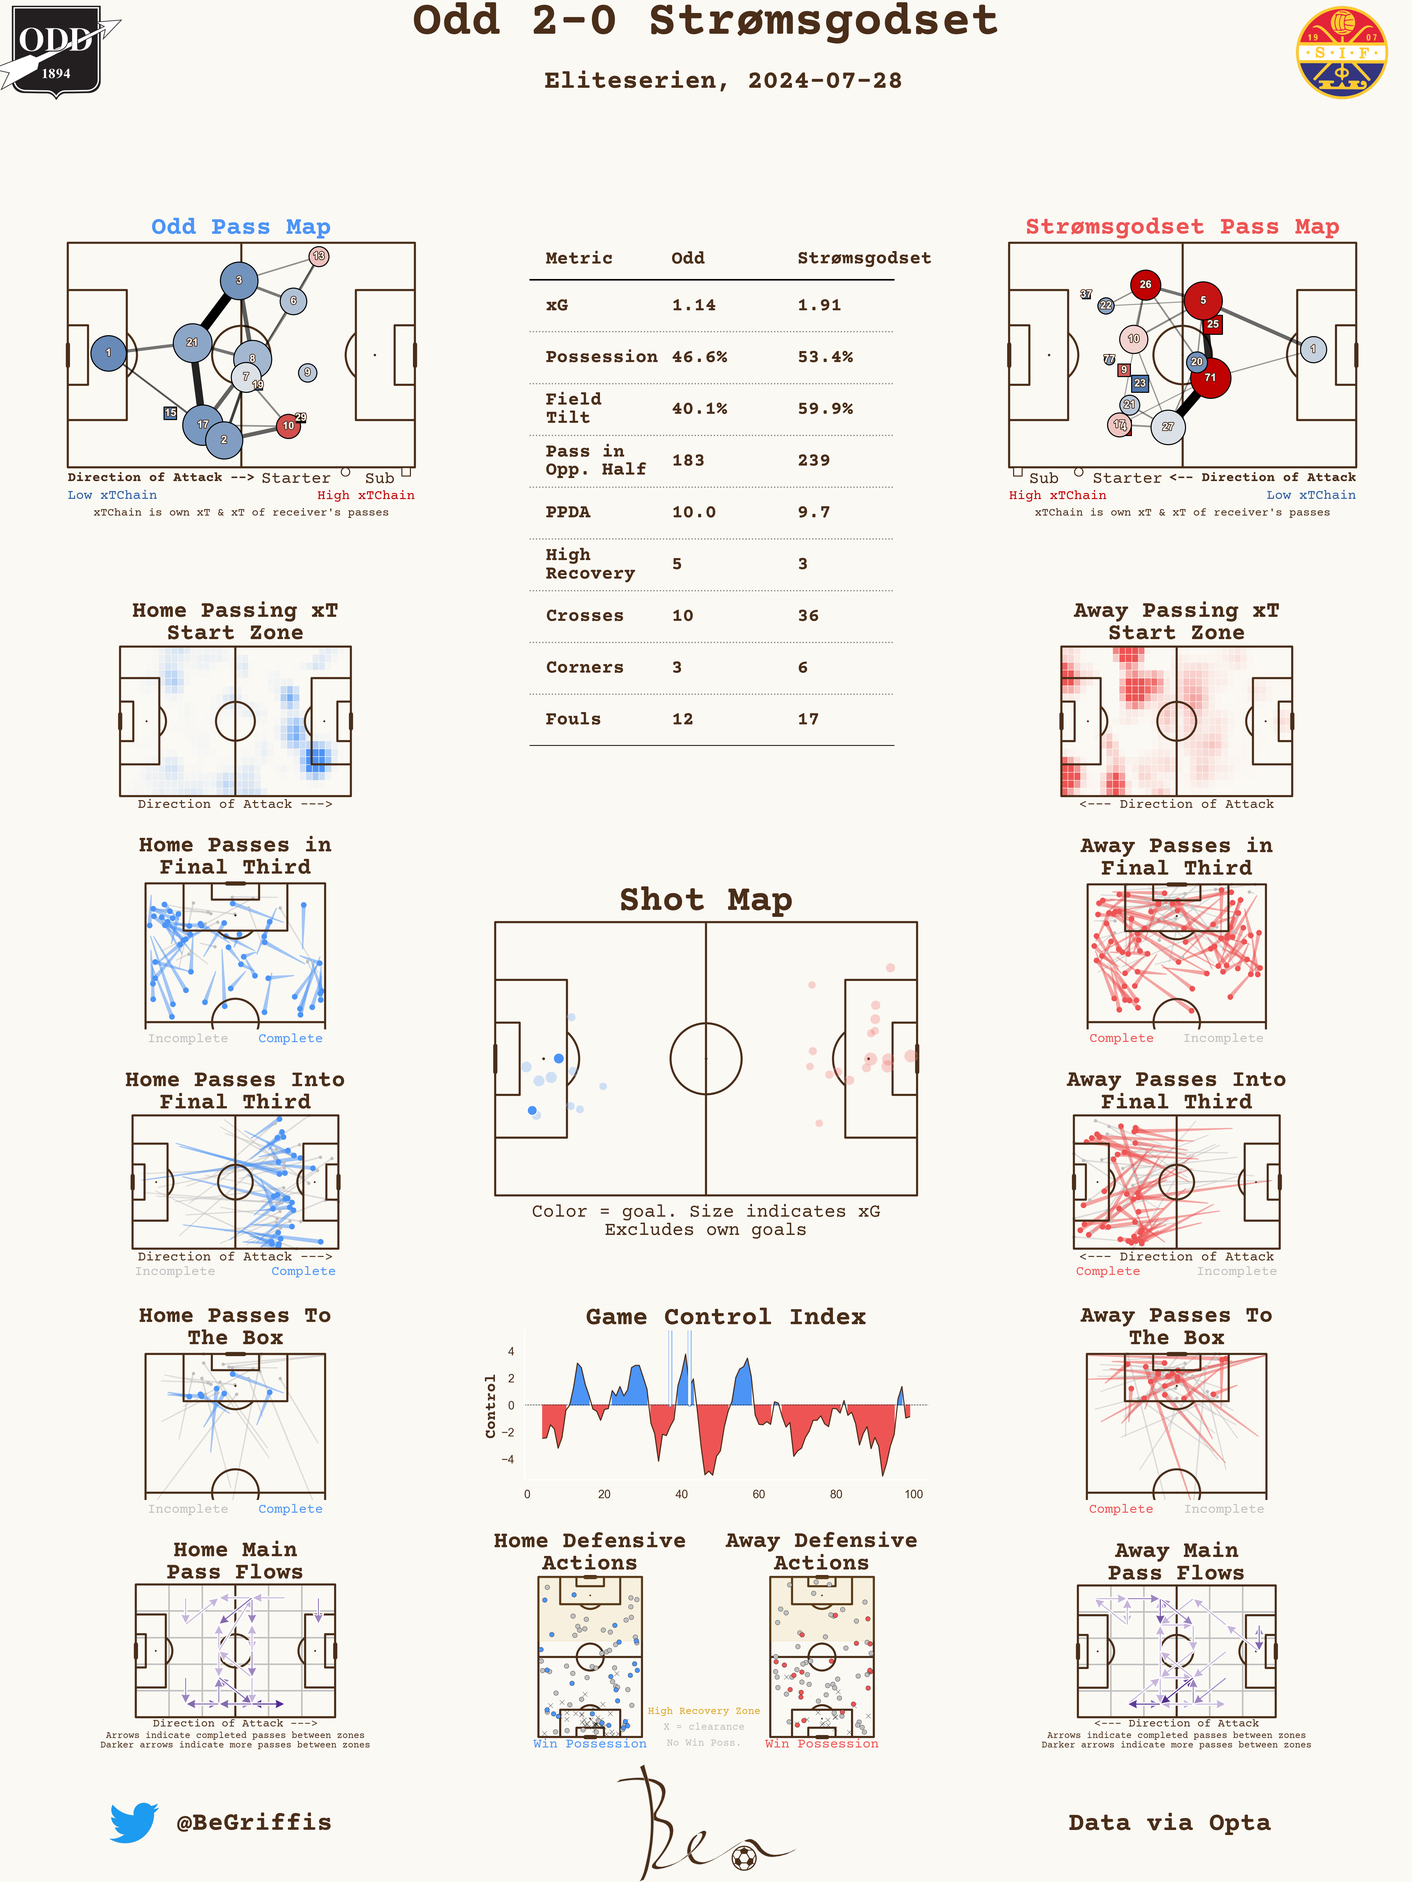 Odd 2-0 Strømsgodset
Eliteserien, 2024-07-28
ODD
1894
19 07
S·I·F
Odd Pass Map
13
3
6
21
1
8
7
9
19
15
29
17
10
2
Direction of Attack --> Starter Sub
Low xTChain High xTChain
xTChain is own xT & xT of receiver's passes
Metric Odd Strømsgodset
xG 1.14 1.91
Possession 46.6% 53.4%
Field
Tilt 40.1% 59.9%
Pass in
Opp. Half 183 239
PPDA 10.0 9.7
High
Recovery 5 3
Crosses 10 36
Corners 3 6
Fouls 12 17
Strømsgodset Pass Map
26
37
22
5
25
10
1
77
20
9
71
23
21
17
4
27
Sub Starter <-- Direction of Attack
High xTChain Low xTChain
xTChain is own xT & xT of receiver's passes
Home Passing xT
Start Zone
Direction of Attack --->
Away Passing xT
Start Zone
<--- Direction of Attack
Home Passes in
Final Third
Incomplete Complete
Shot Map
Color = goal. Size indicates xG
Excludes own goals
Away Passes in
Final Third
Complete Incomplete
Home Passes Into
Final Third
Direction of Attack --->
Incomplete Complete
Away Passes Into
Final Third
<--- Direction of Attack
Complete Incomplete
Home Passes To
The Box
Incomplete Complete
Game Control Index
Control
4
2
0
−2
−4
0 20 40 60 80 100
Away Passes To
The Box
Complete Incomplete
Home Main
Pass Flows
Direction of Attack --->
Arrows indicate completed passes between zones
Darker arrows indicate more passes between zones
Home Defensive
Actions
Win Possession
High Recovery Zone
X = clearance
No Win Poss.
Away Defensive
Actions
Win Possession
Away Main
Pass Flows
<--- Direction of Attack
Arrows indicate completed passes between zones
Darker arrows indicate more passes between zones
@BeGriffis
Ben
Data via Opta